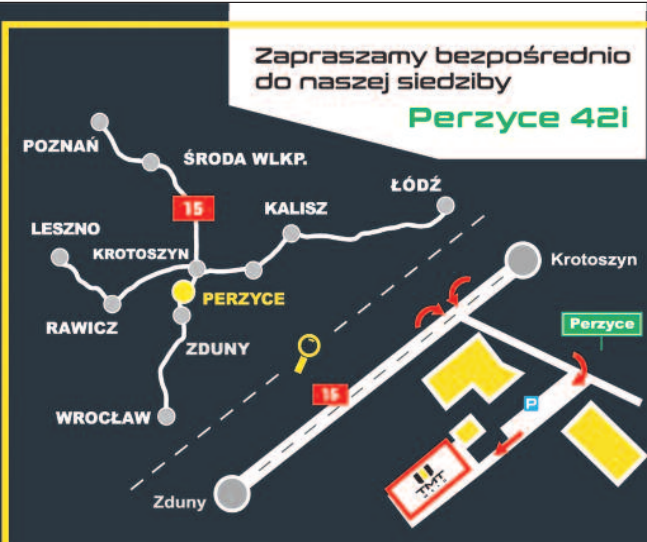 Zapraszamy bezpośrednio
do naszej siedziby
Perzyce 42i
POZNAŃ
ŚRODA WLKP.
15
ŁÓDŹ
KALISZ
LESZNO
KROTOSZYN
PERZYCE
RAWICZ
ZDUNY
WROCŁAW
Krotoszyn
Perzyce
15
P
TMT
Zduny